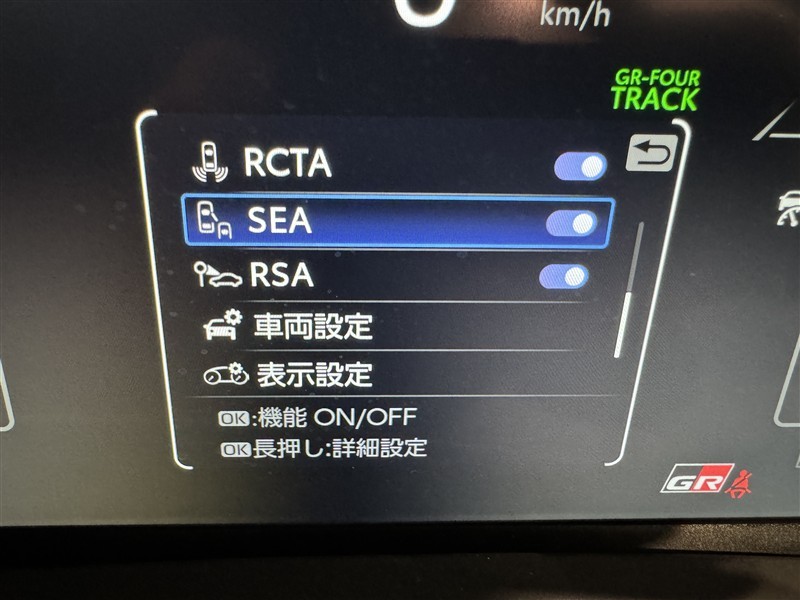 km/h
GR-FOUR
TRACK
RCTA
SEA
RSA
車両設定
表示設定
OK:機能 ON/OFF
OK長押し:詳細設定
GR